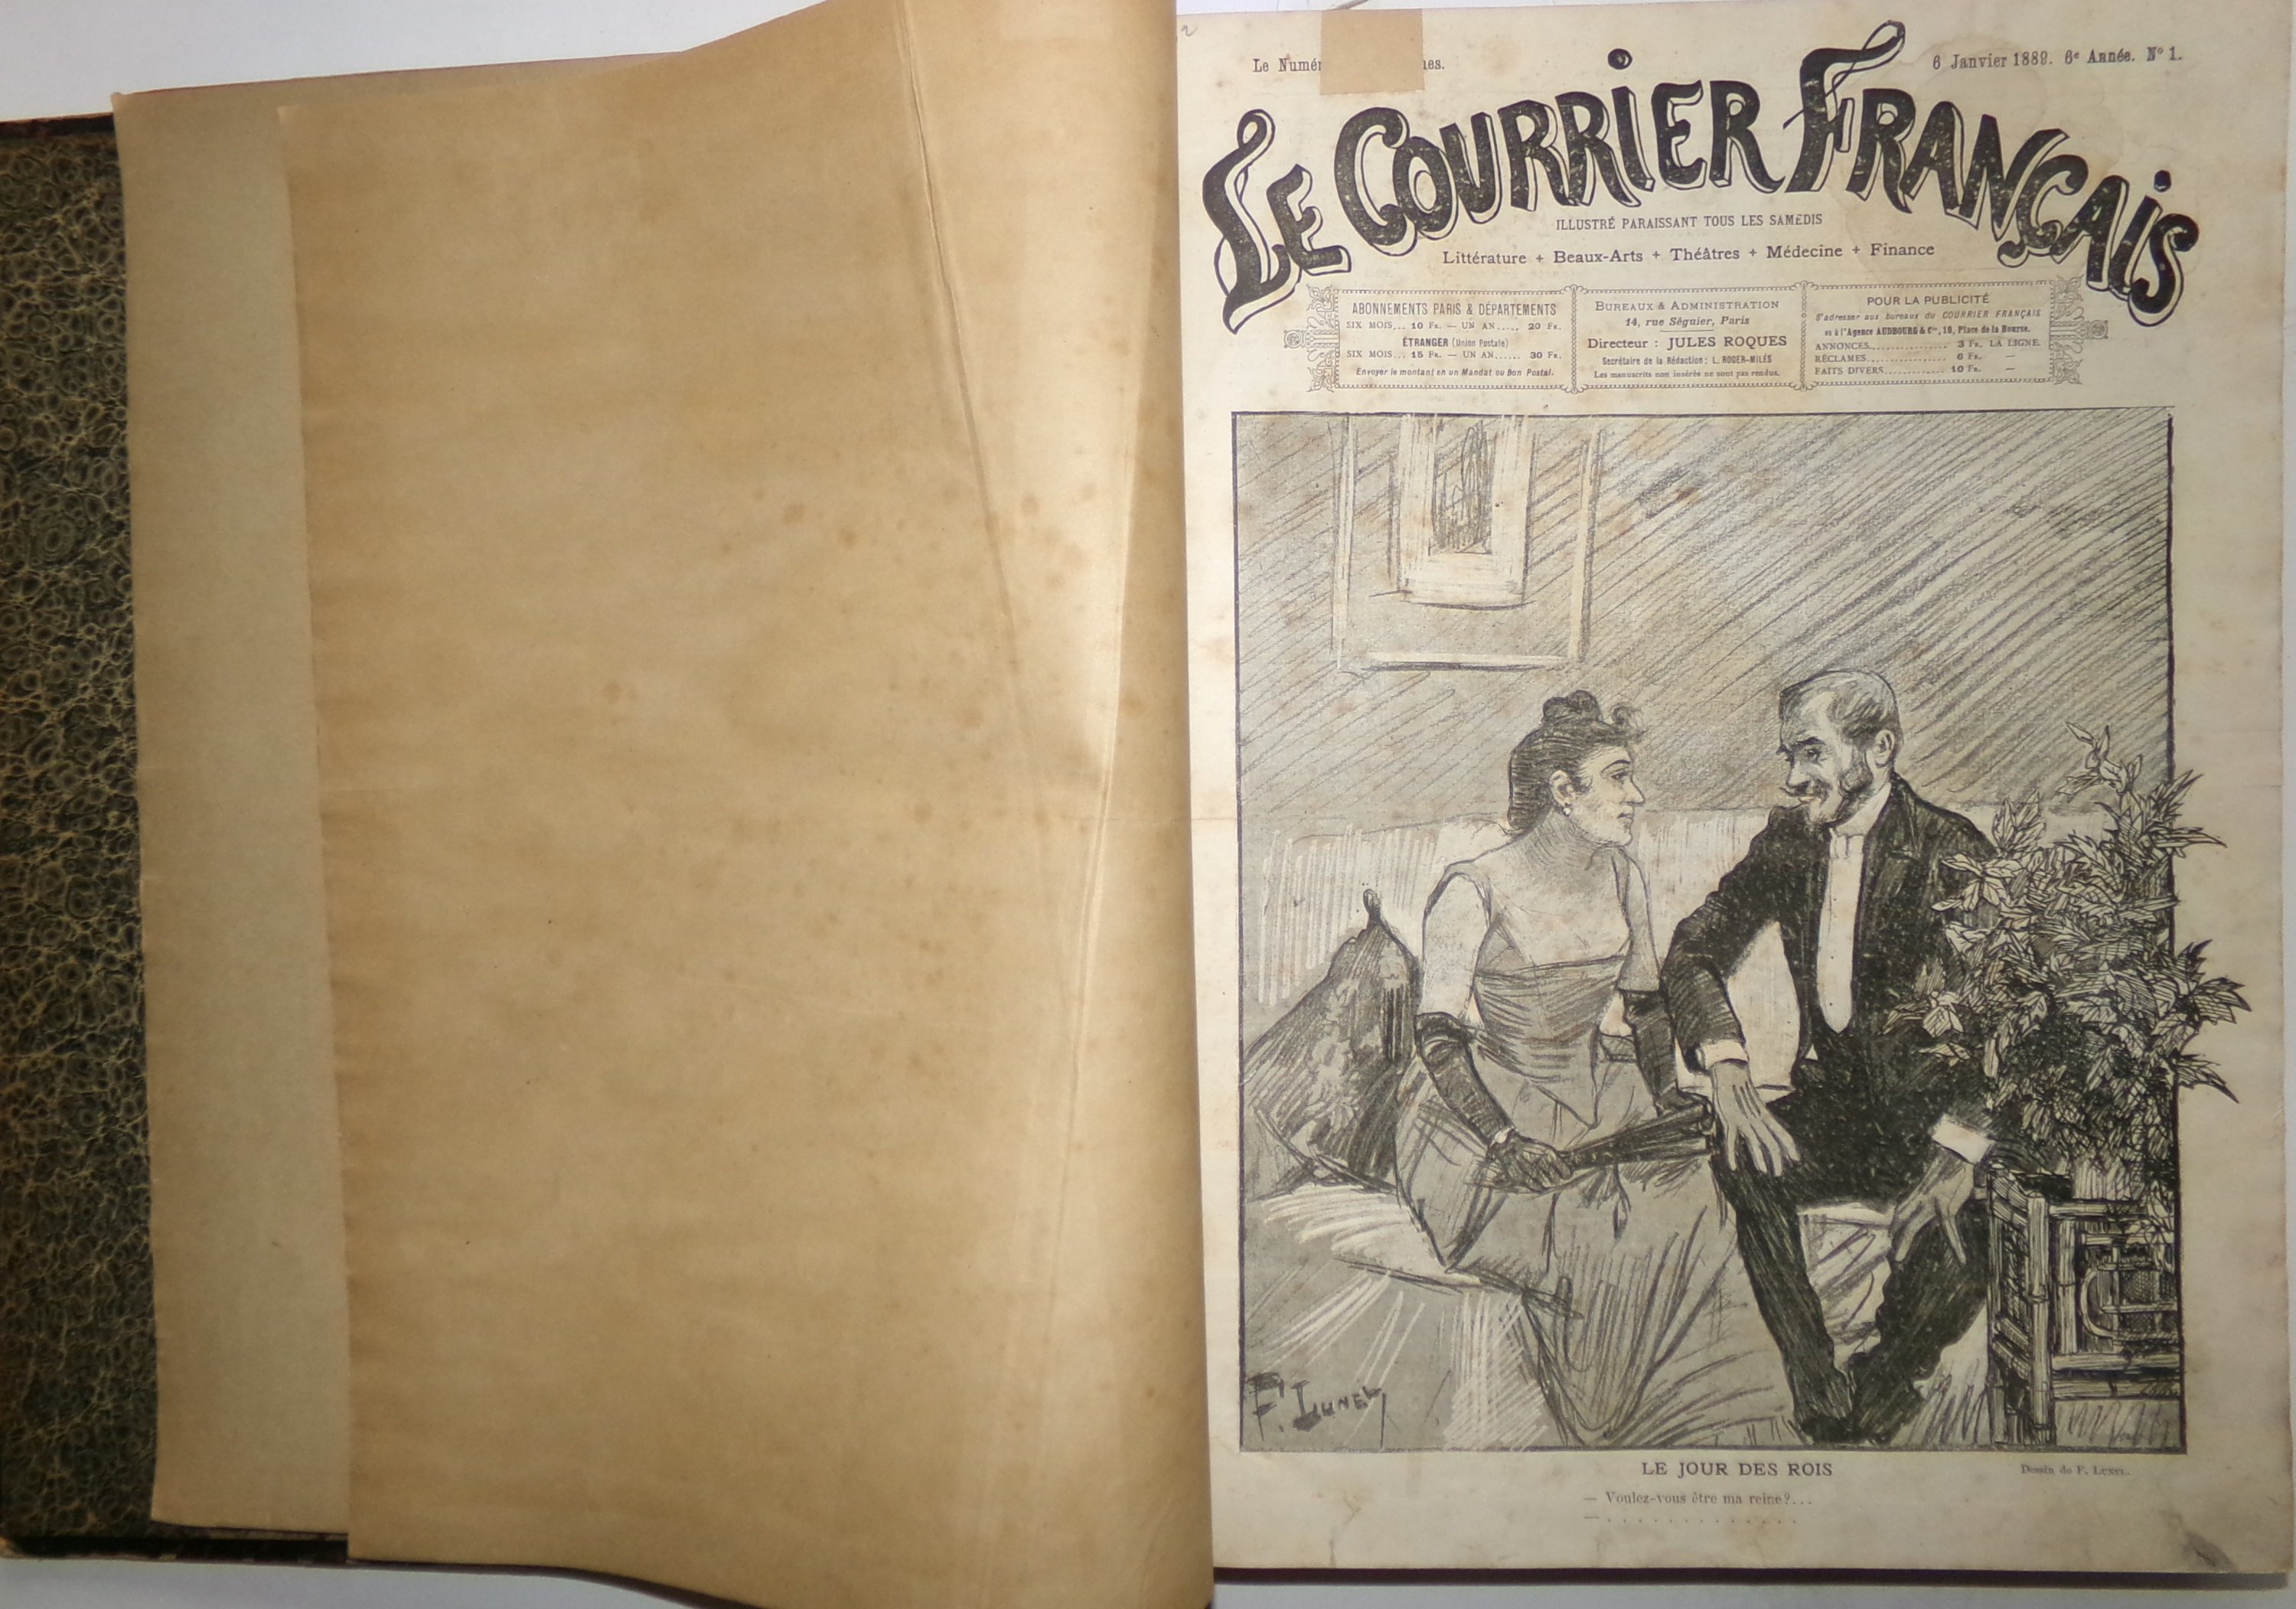 Le Numér
6 Janvier 1889. 6e Année. No 1.
LE COURRIER FRANÇAIS
ILLUSTRÉ PARAISSANT TOUS LES SAMEDIS
Littérature + Beaux-Arts + Théâtres + Médecine + Finance
ABONNEMENTS PARIS & DÉPARTEMENTS
SIX MOIS... 10 Fr. — UN AN..... 20 Fr.
ÉTRANGER (Union Postale)
SIX MOIS... 15 Fr. — UN AN...... 30 Fr.
Envoyer le montant en un Mandat ou Bon Postal.
BUREAUX & ADMINISTRATION
14, rue Séguier, Paris
Directeur : JULES ROQUES
Secrétaire de la Rédaction : L. ROGER-MILÈS
Les manuscrits non insérés ne sont pas rendus.
POUR LA PUBLICITÉ
S'adresser aux bureaux du COURRIER FRANÇAIS
ou à l'Agence AUDBOURG & Cie, 10, Place de la Bourse.
ANNONCES................ 3 Fr. LA LIGNE.
RÉCLAMES................ 6 Fr. —
FAITS DIVERS............ 10 Fr. —
F. LUNEL
LE JOUR DES ROIS
Dessin de F. LUNEL.
— Voulez-vous être ma reine?...
— . . . . . . . . . . . . .